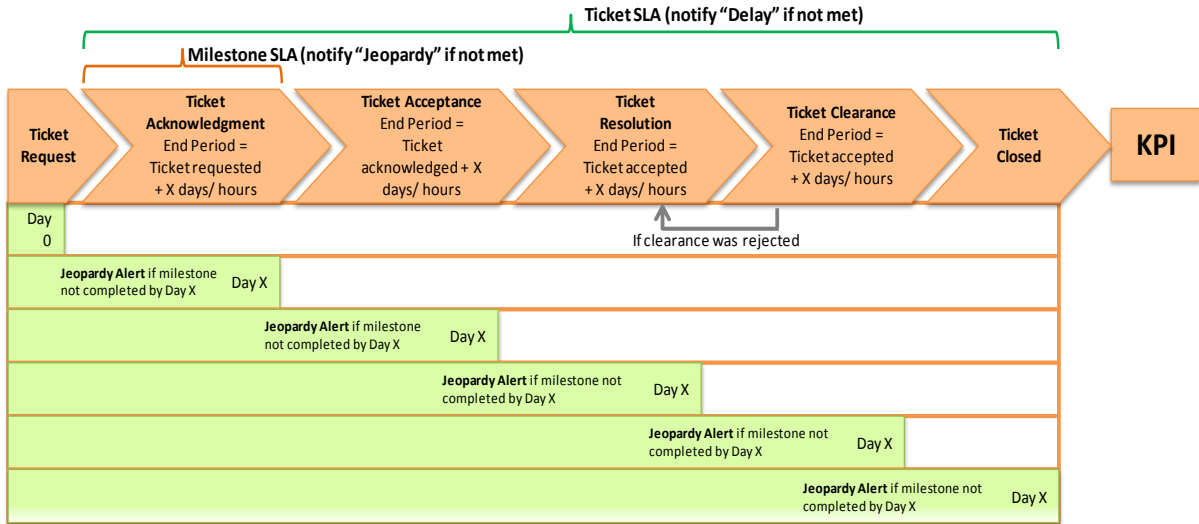 Ticket SLA (notify “Delay” if not met)
Milestone SLA (notify “Jeopardy” if not met)
Ticket
Request
Ticket
Acknowledgment
End Period =
Ticket requested
+ X days/ hours
Ticket Acceptance
End Period =
Ticket
acknowledged + X
days/ hours
Ticket
Resolution
End Period =
Ticket accepted
+ X days/ hours
Ticket Clearance
End Period =
Ticket accepted
+ X days/ hours
Ticket
Closed
KPI
Day
0
If clearance was rejected
Jeopardy Alert if milestone
not completed by Day X
Day X
Jeopardy Alert if milestone
not completed by Day X
Day X
Jeopardy Alert if milestone not
completed by Day X
Day X
Jeopardy Alert if milestone not
completed by Day X
Day X
Jeopardy Alert if milestone not
completed by Day X
Day X